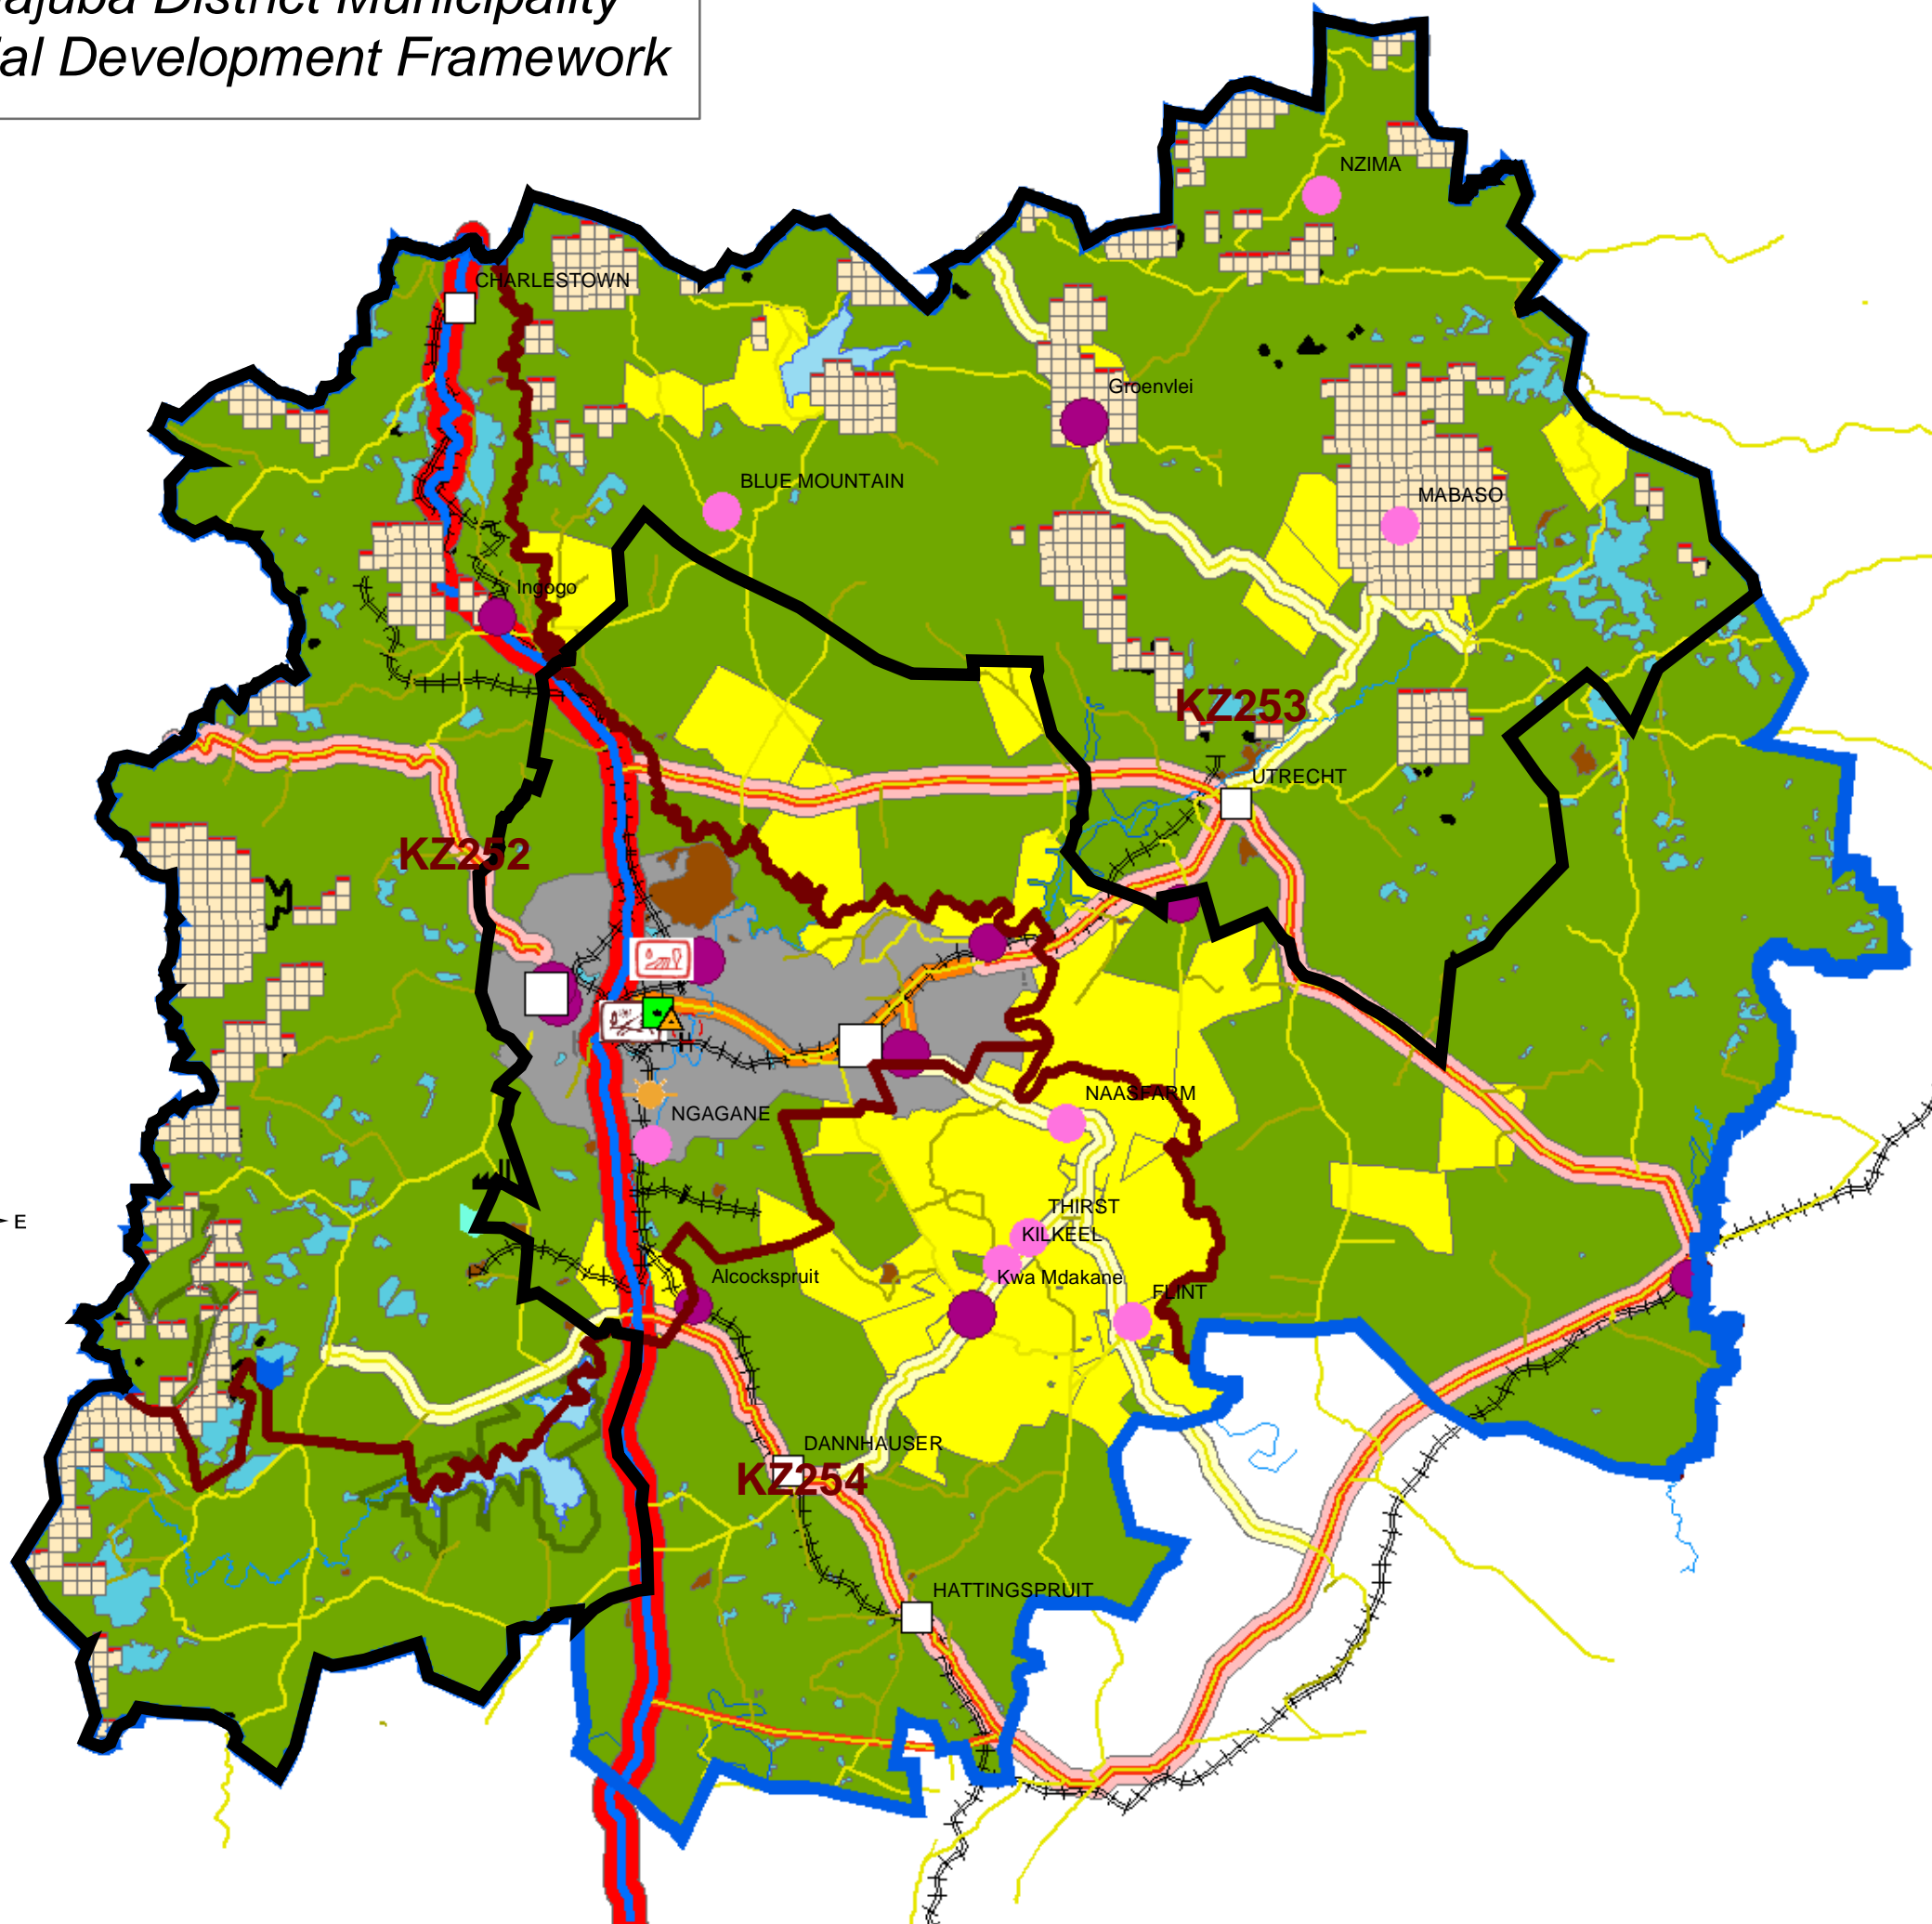 ajuba District Municipality
al Development Framework
NZIMA
CHARLESTOWN
Groenvlei
BLUE MOUNTAIN
MABASO
Ingogo
KZ253
UTRECHT
KZ252
NAASFARM
NGAGANE
THIRST
E
KILKEEL
Alcockspruit
Kwa Mdakane
FLINT
DANNHAUSER
KZ254
HATTINGSPRUIT